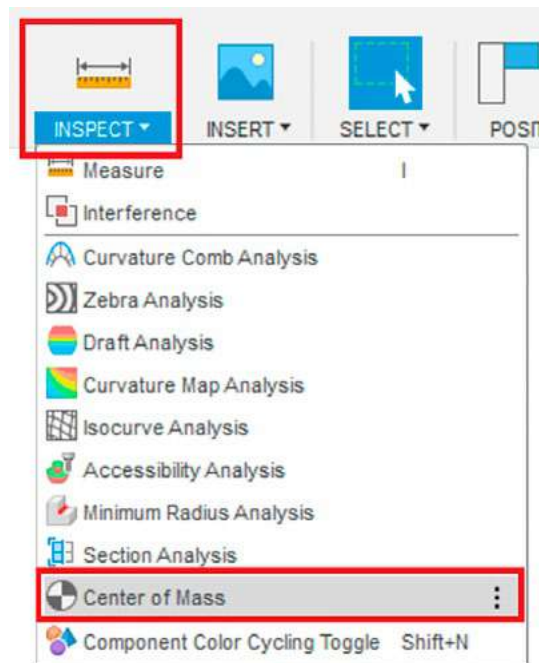 INSPECT INSERT SELECT
Measure I
Interference
Curvature Comb Analysis
Zebra Analysis
Draft Analysis
Curvature Map Analysis
Isocurve Analysis
Accessibility Analysis
Minimum Radius Analysis
Section Analysis
Center of Mass
Component Color Cycling Toggle Shift+N